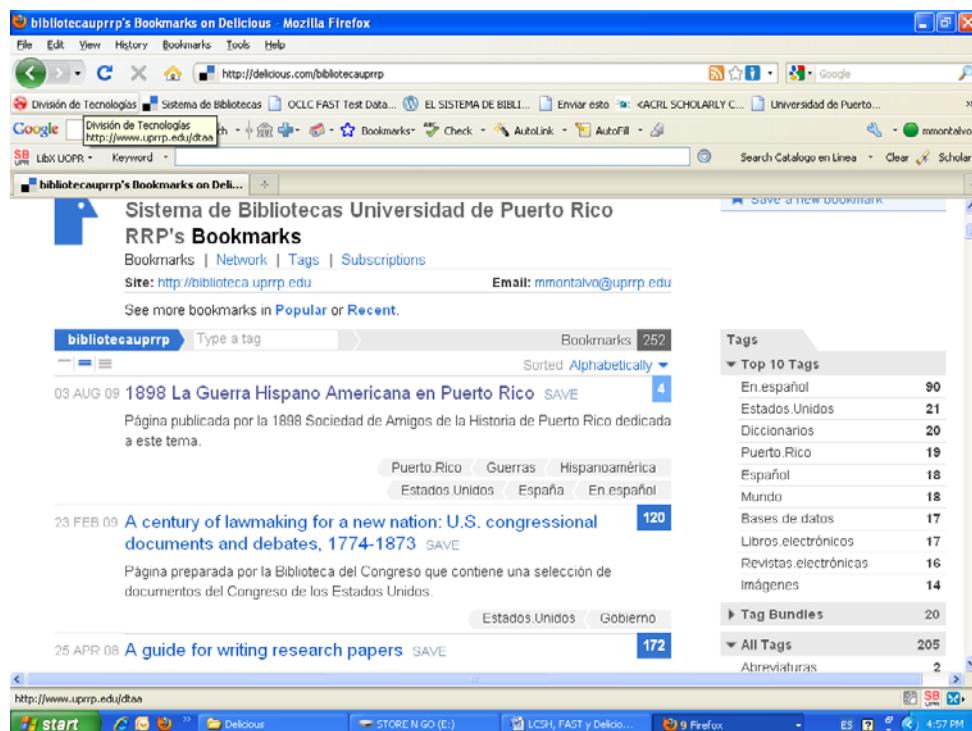 bibliotecauprrp's Bookmarks on Delicious - Mozilla Firefox
File Edit View History Bookmarks Tools Help
http://delicious.com/bibliotecauprrp
Google
División de Tecnologías Sistema de Bibliotecas OCLC FAST Test Data... EL SISTEMA DE BIBLI... Enviar esto <ACRL SCHOLARLY C... Universidad de Puerto... »
Google Bookmarks Check AutoLink AutoFill mmontalvo
División de Tecnologías
http://www.uprrp.edu/dtaa
SB UPR LibX UOPR Keyword Search Catalogo en Linea Clear Scholar
bibliotecauprrp's Bookmarks on Deli...
Sistema de Bibliotecas Universidad de Puerto Rico
RRP's Bookmarks
Save a new bookmark
Bookmarks | Network | Tags | Subscriptions
Site: http://biblioteca.uprrp.edu Email: mmontalvo@uprrp.edu
See more bookmarks in Popular or Recent.
bibliotecauprrp Type a tag Bookmarks 252
Sorted Alphabetically
03 AUG 09 1898 La Guerra Hispano Americana en Puerto Rico SAVE 4
Página publicada por la 1898 Sociedad de Amigos de la Historia de Puerto Rico dedicada
a este tema.
Puerto.Rico Guerras Hispanoamérica
Estados.Unidos España En.español
23 FEB 09 A century of lawmaking for a new nation: U.S. congressional 120
documents and debates, 1774-1873 SAVE
Página preparada por la Biblioteca del Congreso que contiene una selección de
documentos del Congreso de los Estados Unidos.
Estados.Unidos Gobierno
25 APR 08 A guide for writing research papers SAVE 172
Tags
Top 10 Tags
En.español 90
Estados.Unidos 21
Diccionarios 20
Puerto.Rico 19
Español 18
Mundo 18
Bases.de.datos 17
Libros.electrónicos 17
Revistas.electrónicas 16
Imágenes 14
Tag Bundles 20
All Tags 205
Abreviaturas 2
http://www.uprrp.edu/dtaa SB UPR
start » Delicious STORE N GO (E:) LCSH, FAST y Delicio... 9 Firefox ES 4:57 PM